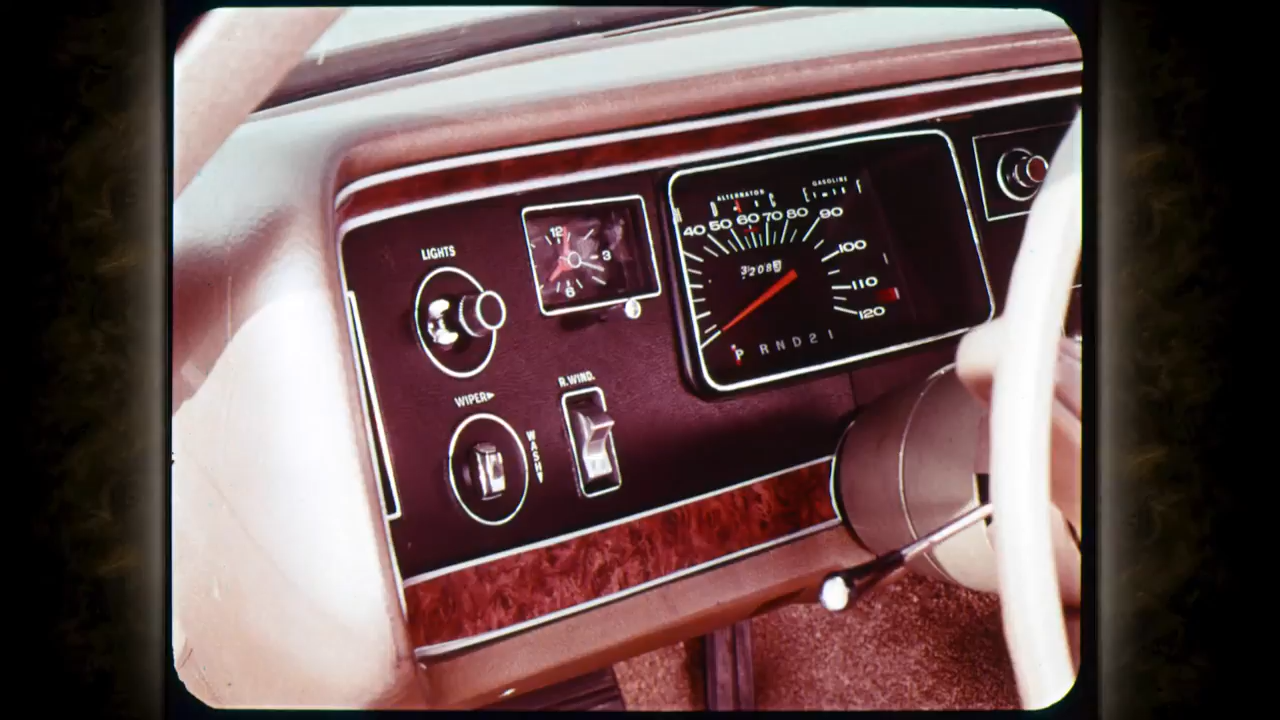 LIGHTS
12
3
6
ALTERNATOR
D C
GASOLINE
E F
40 50 60 70 80 90
100
110
120
3208
P R N D 2 1
WIPER
WASH
R.WIND.